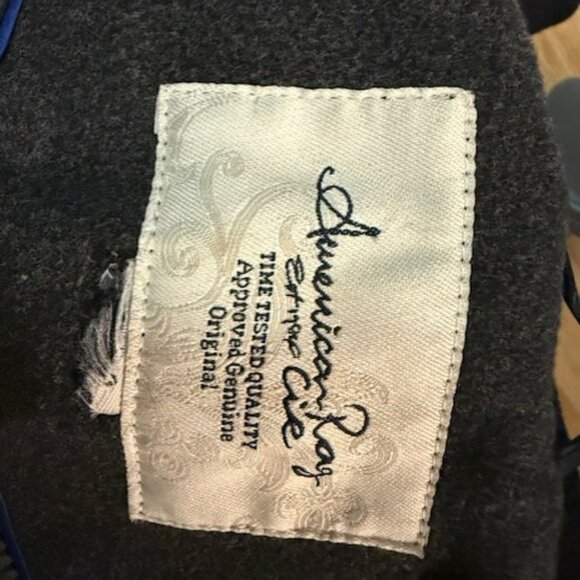 American Rag
Cie
TIME TESTED QUALITY
Approved Genuine
Original